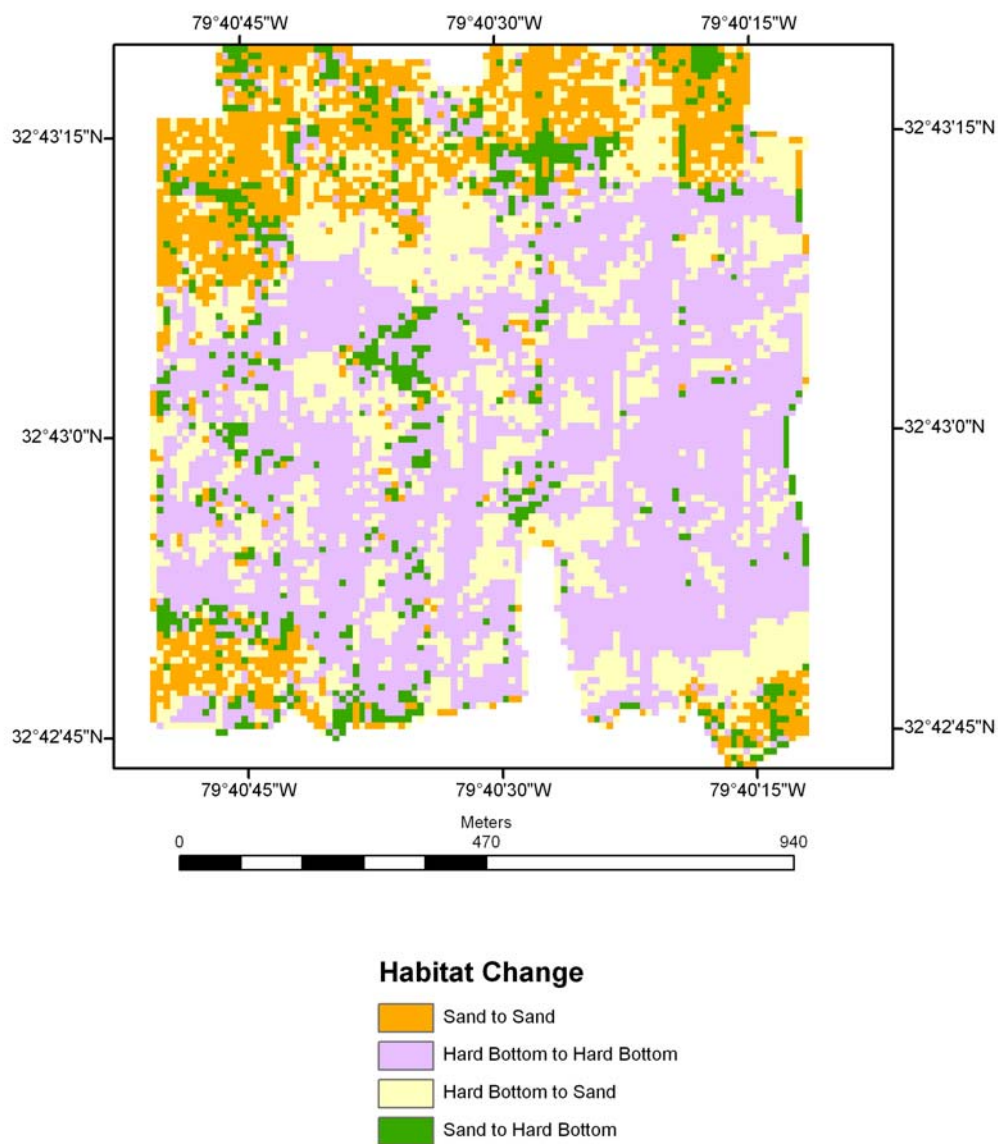 79°40'45"W 79°40'30"W 79°40'15"W
32°43'15"N 32°43'15"N
32°43'0"N 32°43'0"N
32°42'45"N 32°42'45"N
79°40'45"W 79°40'30"W 79°40'15"W
Meters
0 470 940
Habitat Change
Sand to Sand
Hard Bottom to Hard Bottom
Hard Bottom to Sand
Sand to Hard Bottom